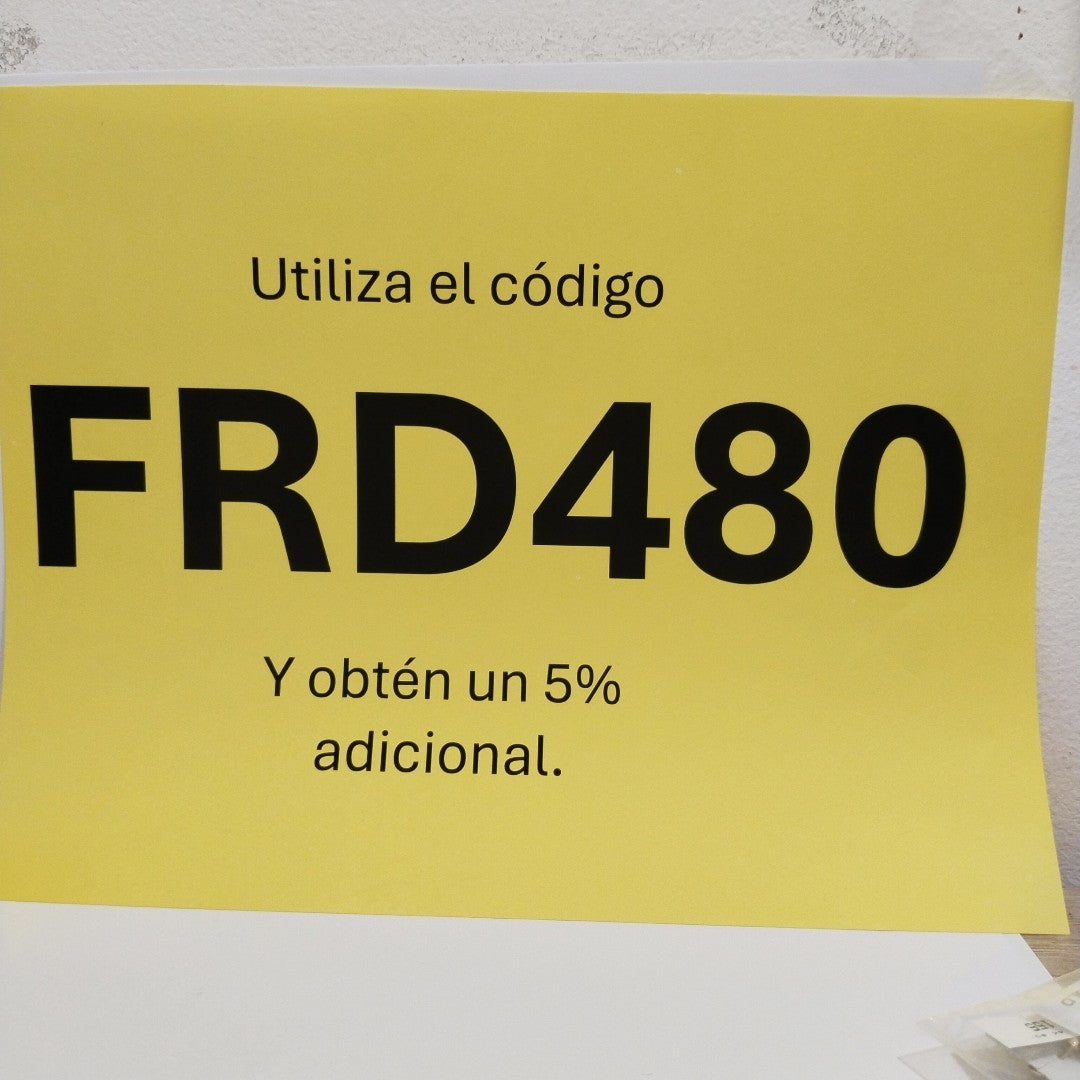 Utiliza el código
FRD480
Y obtén un 5%
adicional.